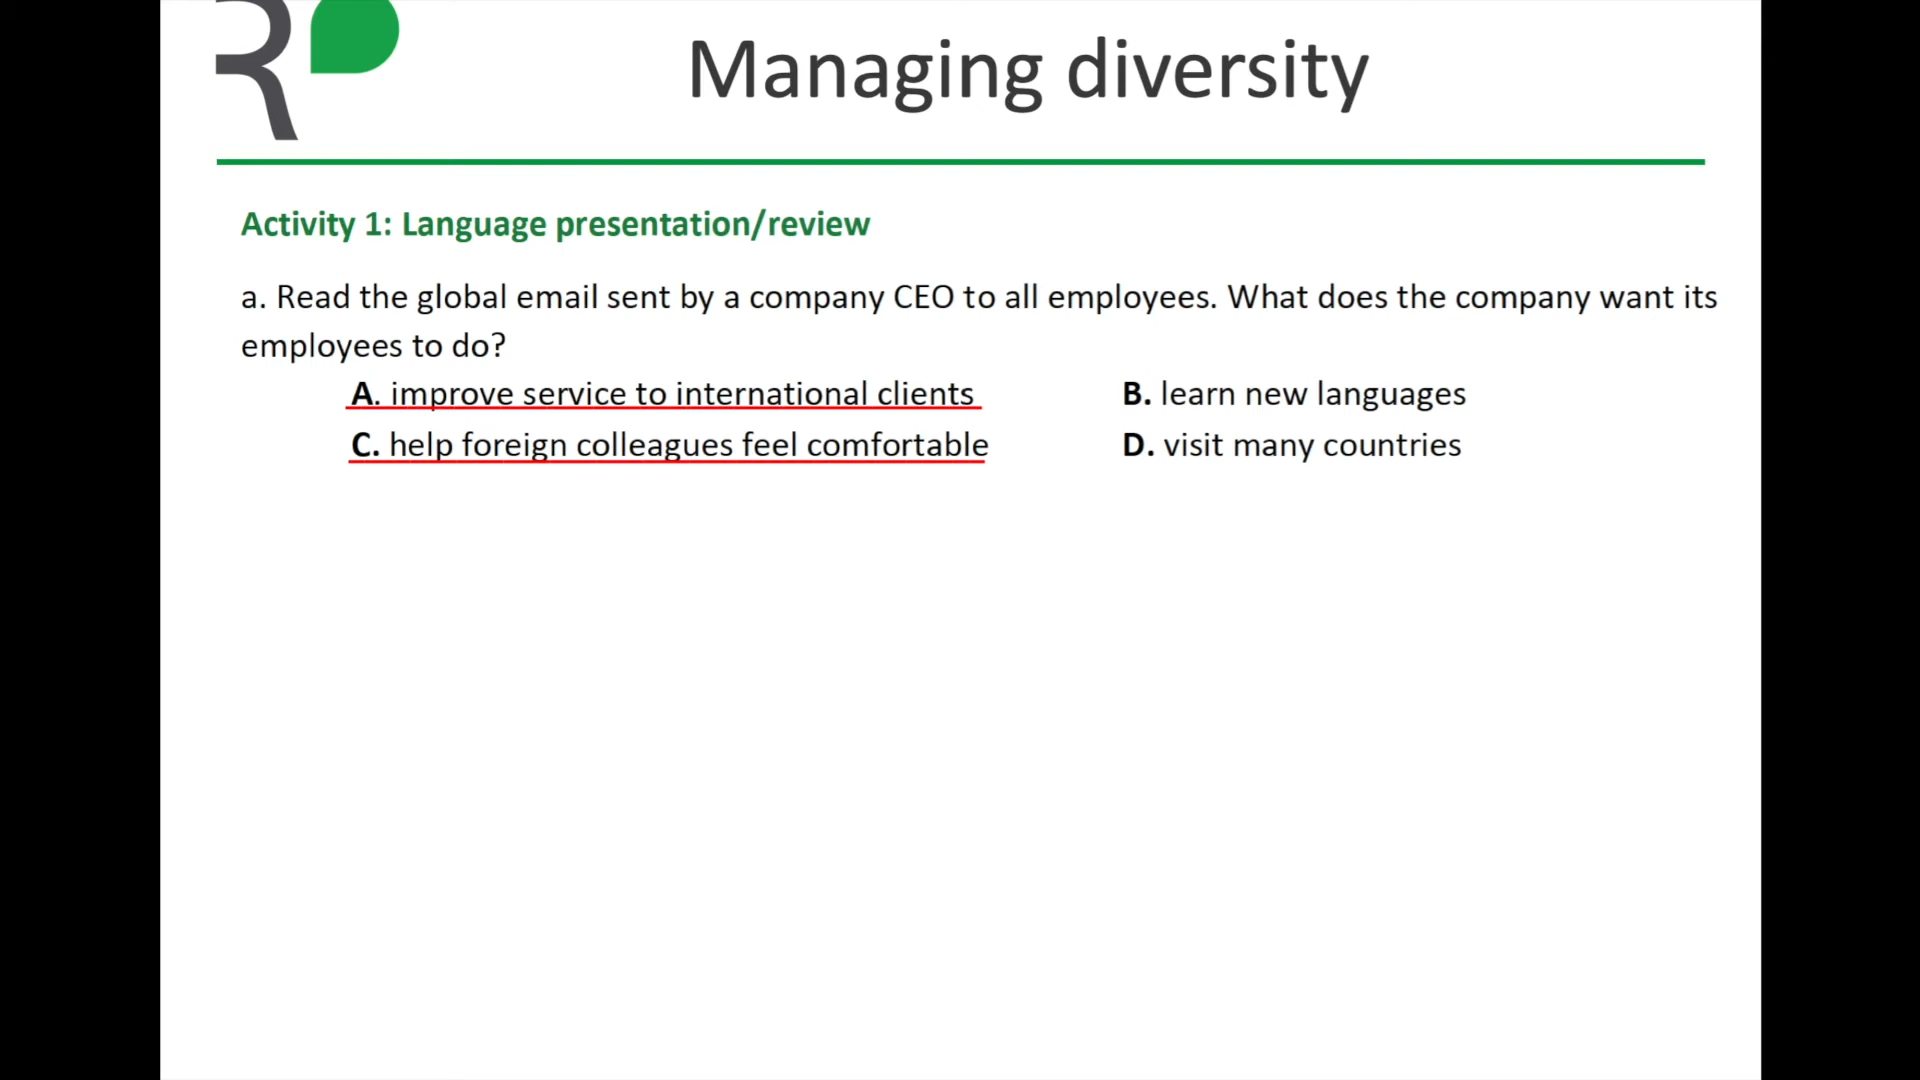 Managing diversity
Activity 1: Language presentation/review
a. Read the global email sent by a company CEO to all employees. What does the company want its
employees to do?
A. improve service to international clients B. learn new languages
C. help foreign colleagues feel comfortable D. visit many countries